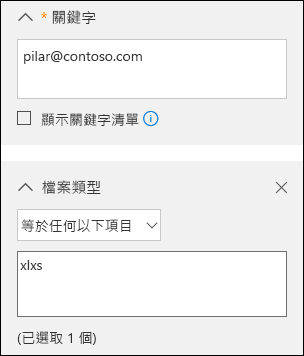 * 關鍵字
pilar@contoso.com
顯示關鍵字清單
檔案類型
等於任何以下項目
xlxs
(已選取 1 個)